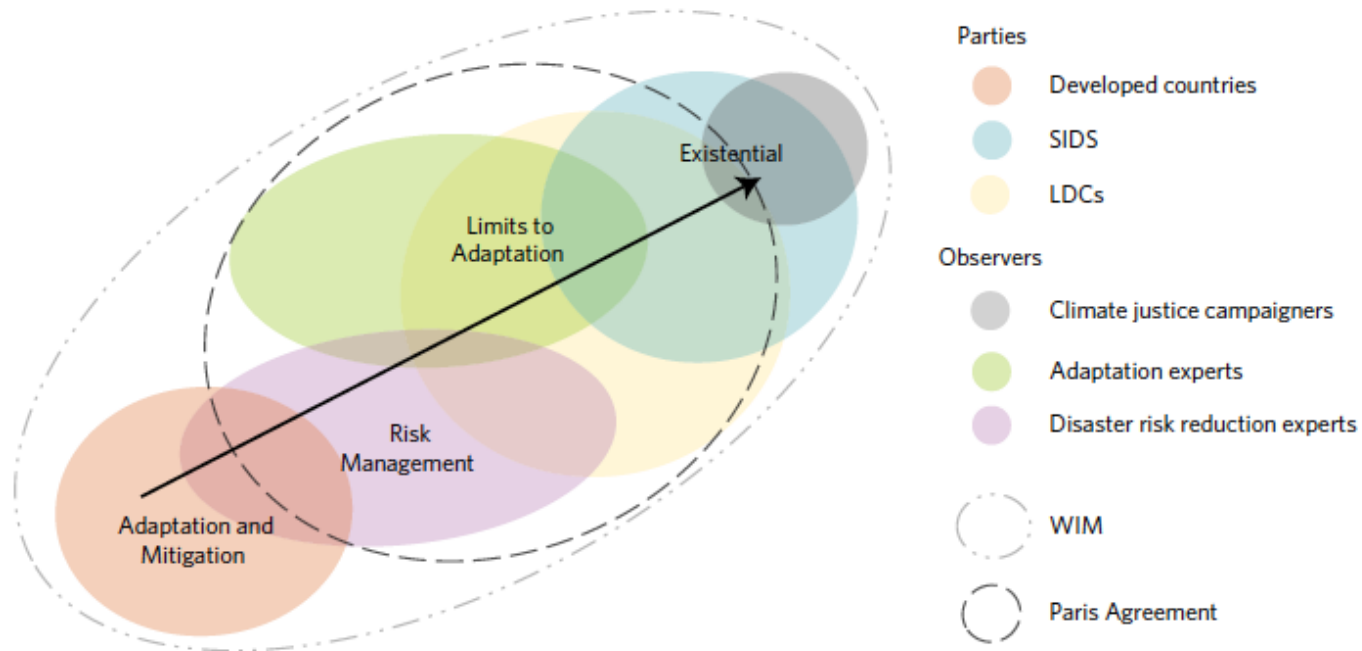 Existential
Limits to
Adaptation
Risk
Management
Adaptation and
Mitigation
Parties
Developed countries
SIDS
LDCs
Observers
Climate justice campaigners
Adaptation experts
Disaster risk reduction experts
WIM
Paris Agreement